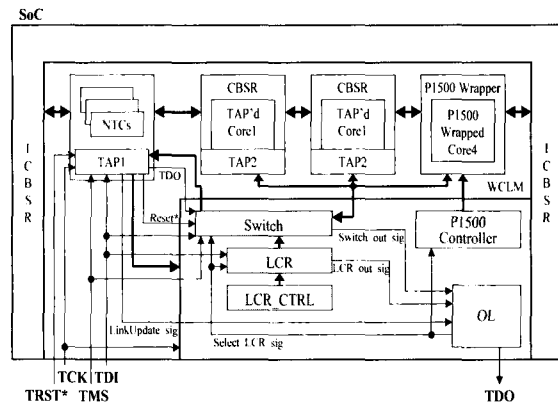 SoC
CBSR
CBSR
P1500 Wrapper
NTCs
TAP'd
Core1
TAP'd
Core1
P1500
Wrapped
Core4
TAP1
TAP2
TAP2
ICBSR
ICBSR
TDO
WCLM
Reset*
Switch
Switch out sig
P1500
Controller
LCR
LCR out sig
LCR_CTRL
OL
LinkUpdate sig
Select LCR sig
TCK
TDI
TRST*
TMS
TDO